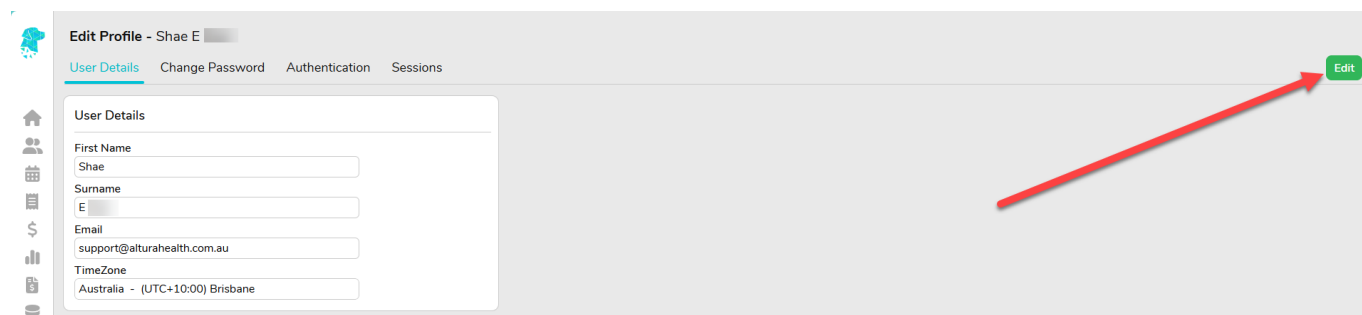 Edit Profile - Shae E
User Details Change Password Authentication Sessions
Edit
User Details
First Name
Shae
Surname
E
Email
support@alturahealth.com.au
TimeZone
Australia - (UTC+10:00) Brisbane